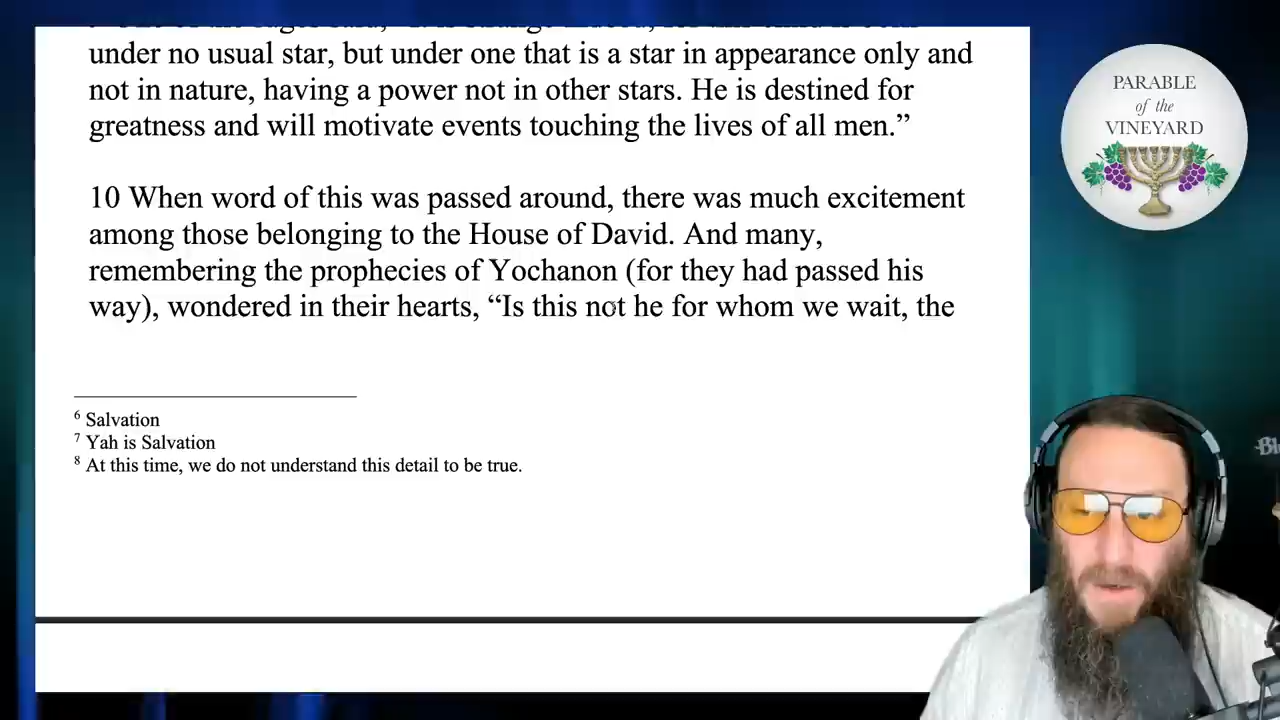 under no usual star, but under one that is a star in appearance only and
not in nature, having a power not in other stars. He is destined for
greatness and will motivate events touching the lives of all men.”
10 When word of this was passed around, there was much excitement
among those belonging to the House of David. And many,
remembering the prophecies of Yochanon (for they had passed his
way), wondered in their hearts, “Is this not he for whom we wait, the
6 Salvation
7 Yah is Salvation
8 At this time, we do not understand this detail to be true.
PARABLE
of the
VINEYARD